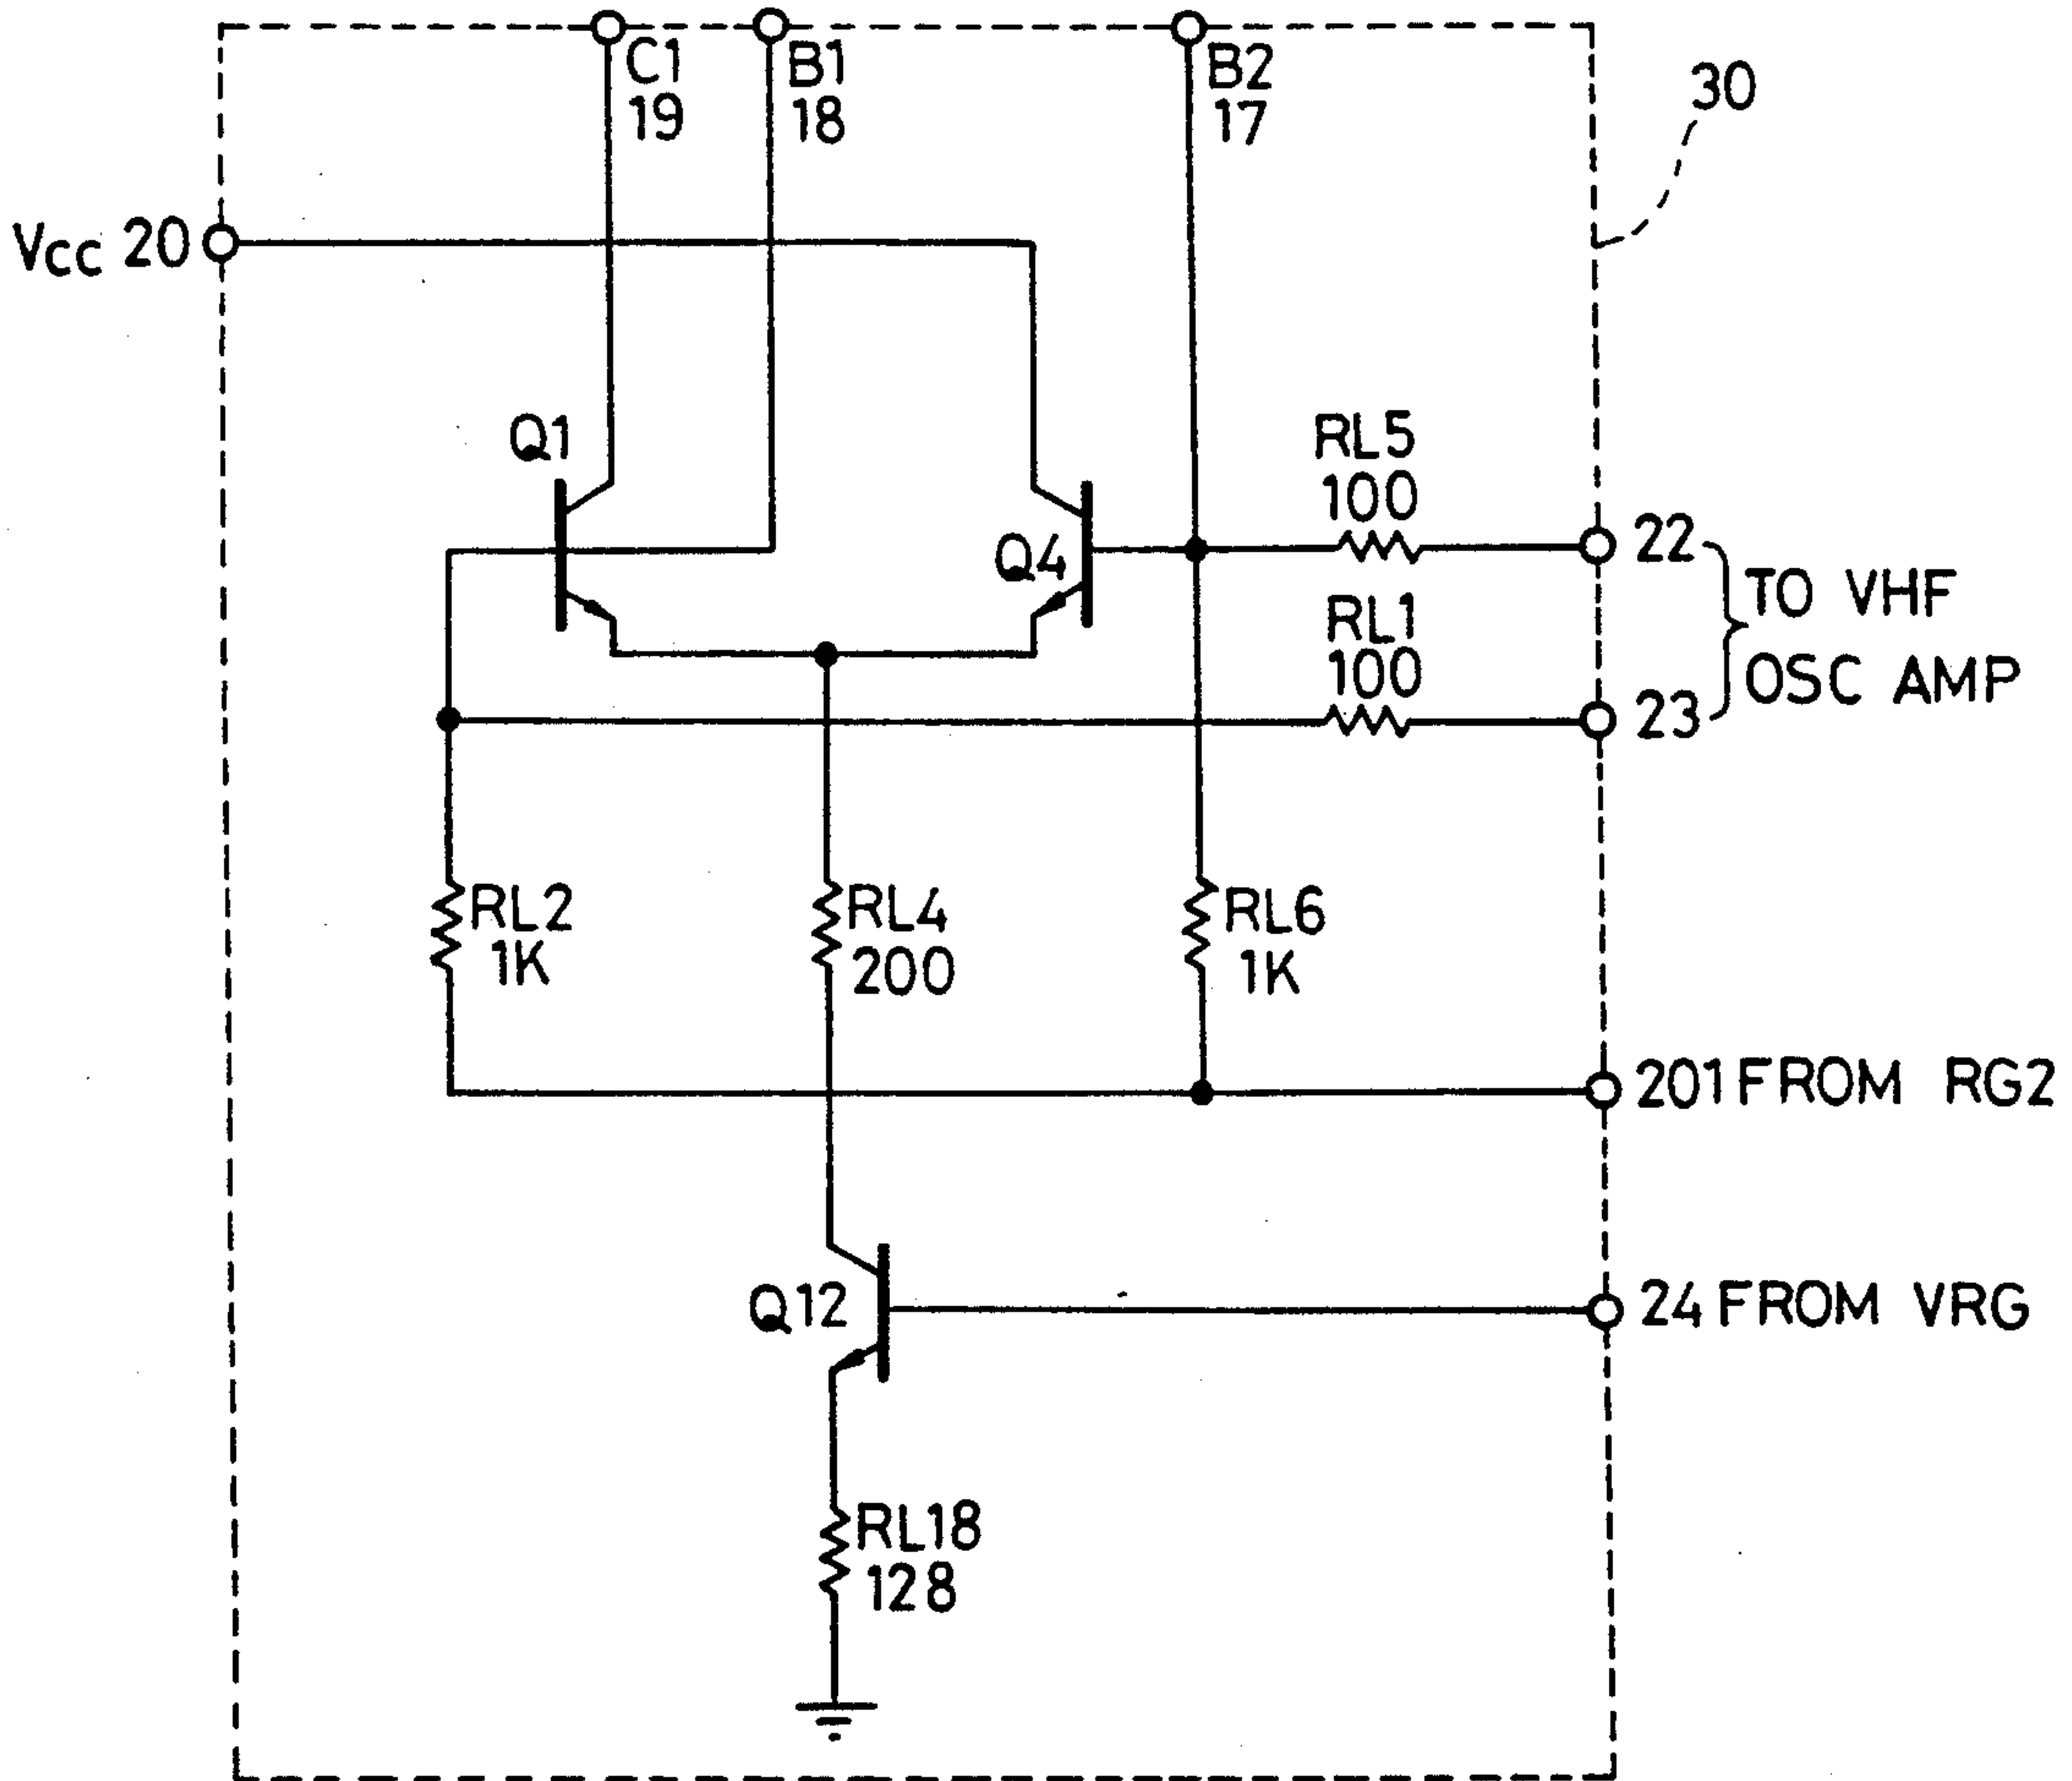 C1
19
B1
18
B2
17
30
Vcc 20
Q1
Q4
RL5
100
22
RL1
100
23
TO VHF
OSC AMP
RL2
1K
RL4
200
RL6
1K
201 FROM RG2
Q12
24 FROM VRG
RL18
128